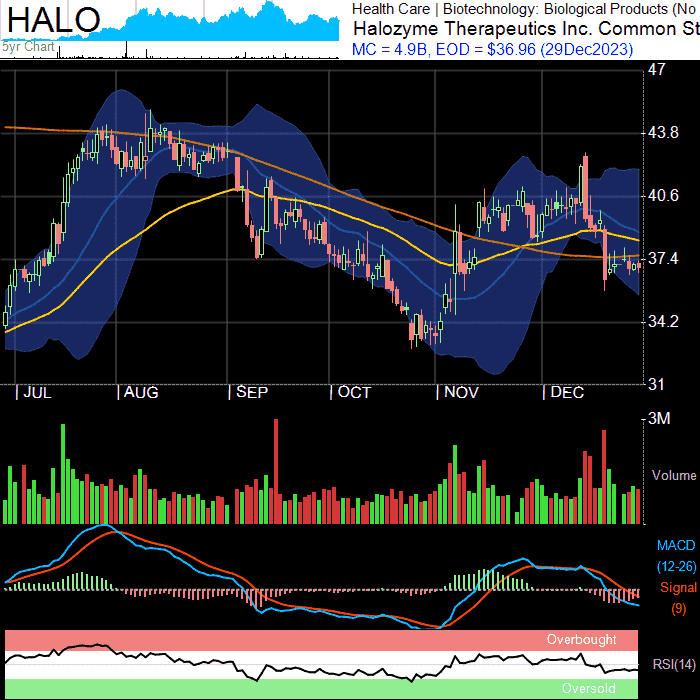 HALO
5yr Chart
Health Care | Biotechnology: Biological Products (No
Halozyme Therapeutics Inc. Common St
MC = 4.9B, EOD = $36.96 (29Dec2023)
47
43.8
40.6
37.4
34.2
31
| JUL | AUG | SEP | OCT | NOV | DEC
3M
Volume
MACD
(12-26)
Signal
(9)
Overbought
RSI(14)
Oversold